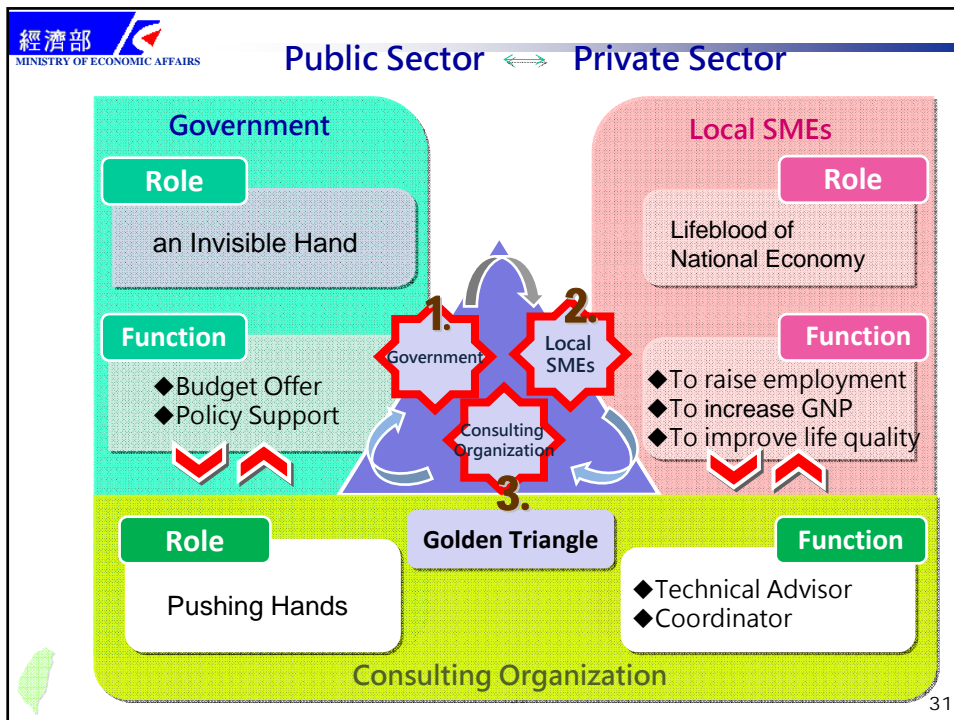 經濟部
MINISTRY OF ECONOMIC AFFAIRS
Public Sector ⟺ Private Sector
Government
Role
an Invisible Hand
Function
◆Budget Offer
◆Policy Support
Local SMEs
Role
Lifeblood of
National Economy
Function
◆To raise employment
◆To increase GNP
◆To improve life quality
1.
Government
2.
Local
SMEs
Consulting
Organization
3.
Golden Triangle
Role
Pushing Hands
Function
◆Technical Advisor
◆Coordinator
Consulting Organization
31